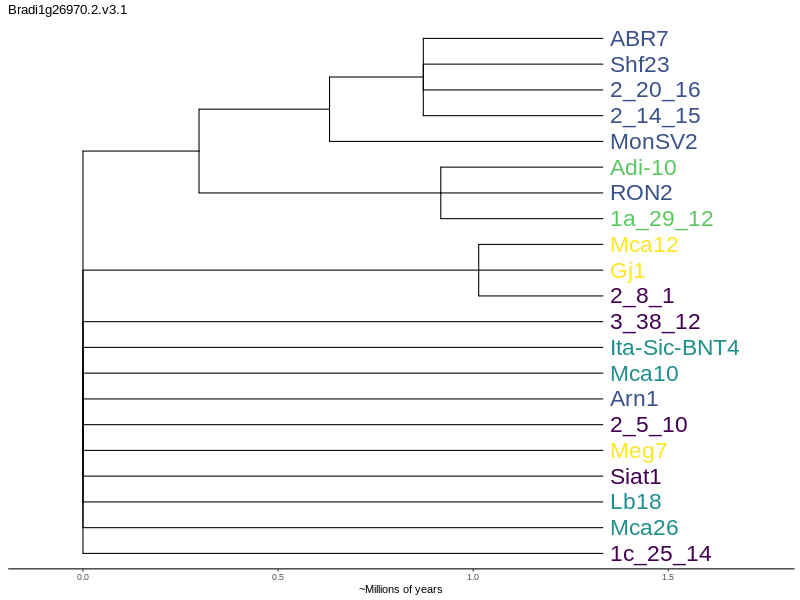 Bradi1g26970.2.v3.1
ABR7
Shf23
2_20_16
2_14_15
MonSV2
Adi-10
RON2
1a_29_12
Mca12
Gj1
2_8_1
3_38_12
Ita-Sic-BNT4
Mca10
Arn1
2_5_10
Meg7
Siat1
Lb18
Mca26
1c_25_14
0.0 0.5 1.0 1.5
~Millions of years